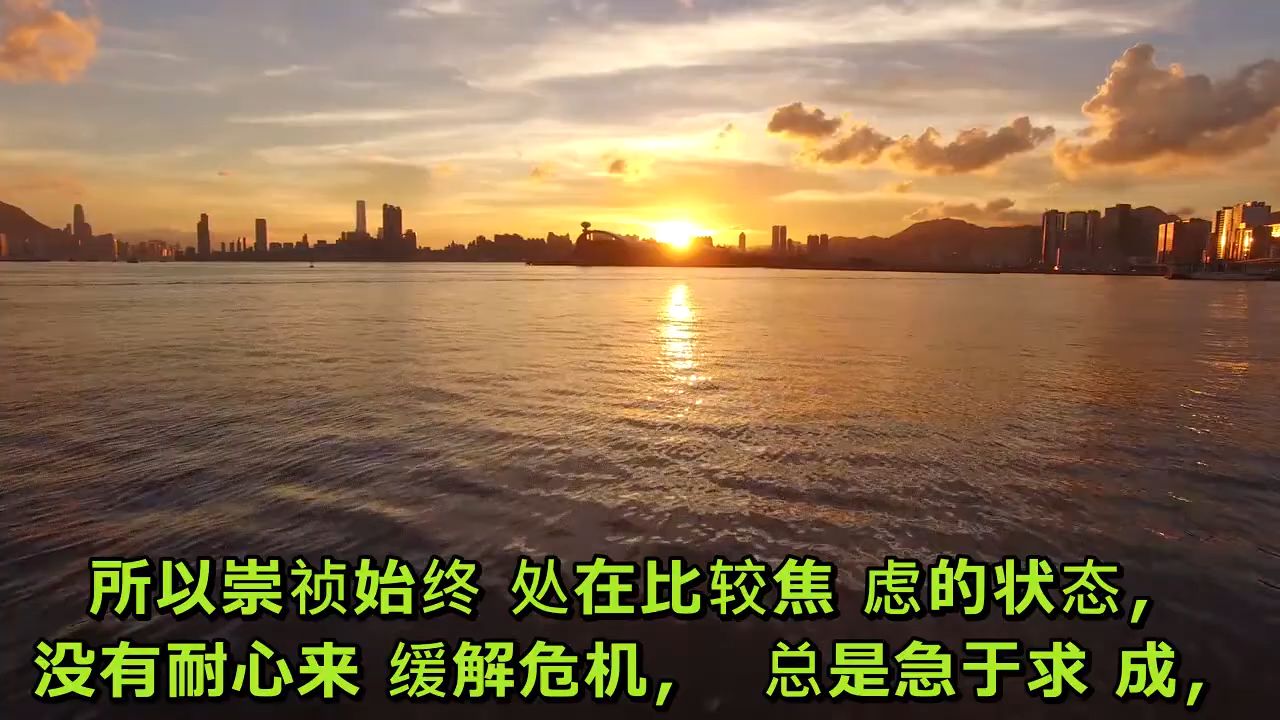 所以崇祯始终 处在比较焦 虑的状态，
没有耐心来 缓解危机， 总是急于求 成，